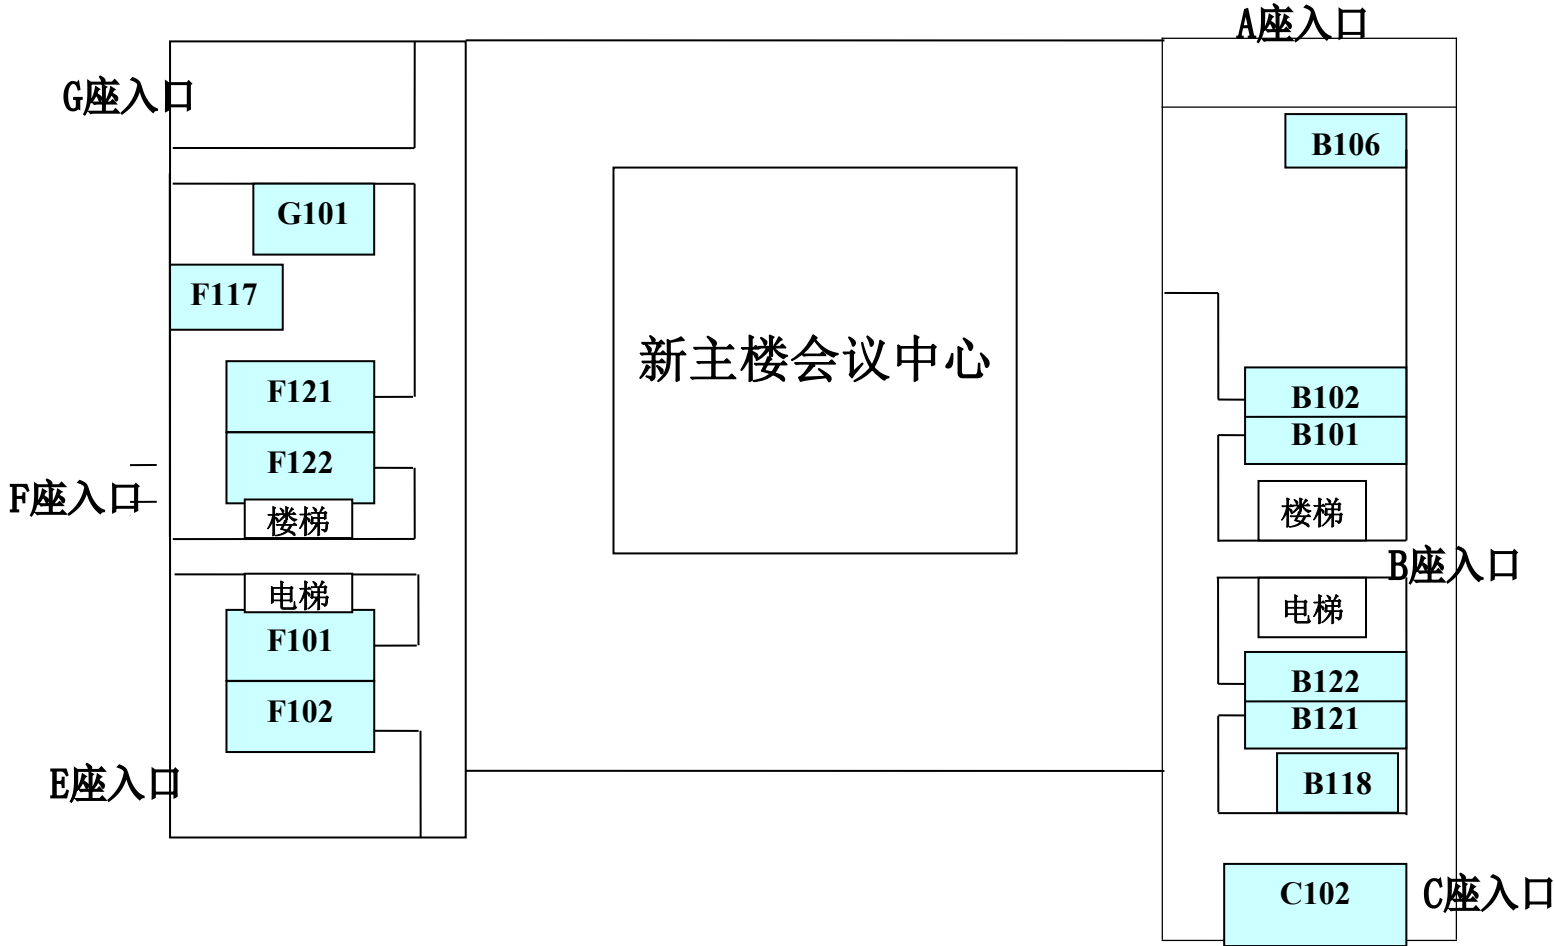 A座入口
G座入口
B106
G101
F117
新主楼会议中心
F121
B102
B101
F122
F座入口
楼梯
楼梯
B座入口
电梯
电梯
F101
B122
F102
B121
E座入口
B118
C102
C座入口